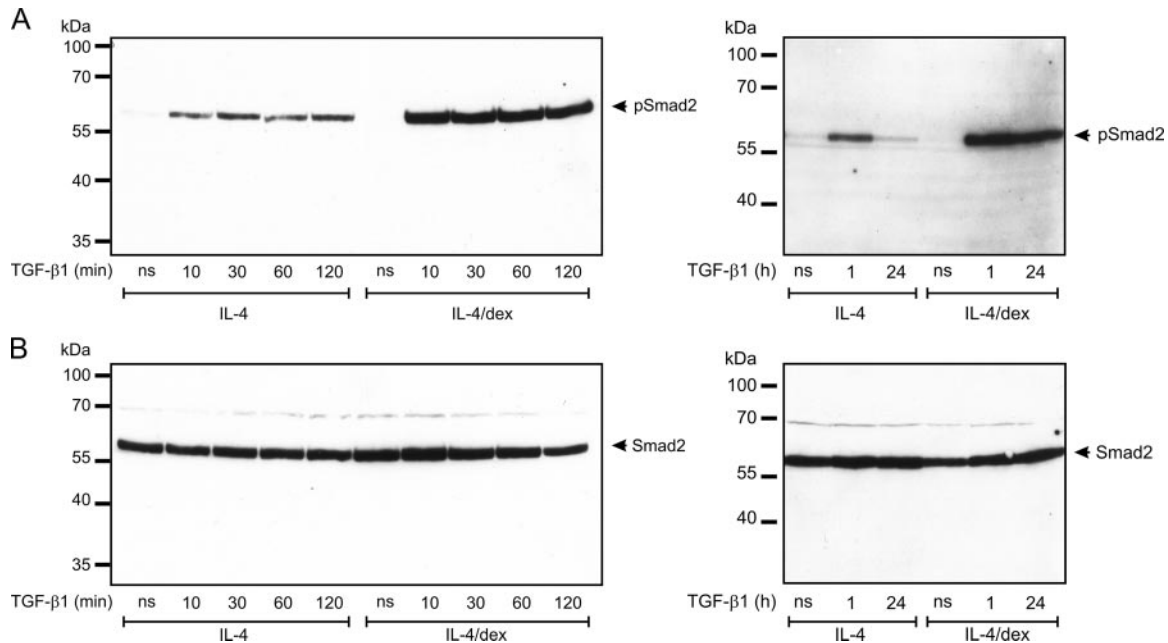 A
kDa
100
70
55
40
35
pSmad2
TGF-β1 (min) ns 10 30 60 120 ns 10 30 60 120
IL-4 IL-4/dex
kDa
100
70
55
40
pSmad2
TGF-β1 (h) ns 1 24 ns 1 24
IL-4 IL-4/dex
B
kDa
100
70
55
40
35
Smad2
TGF-β1 (min) ns 10 30 60 120 ns 10 30 60 120
IL-4 IL-4/dex
kDa
100
70
55
40
Smad2
TGF-β1 (h) ns 1 24 ns 1 24
IL-4 IL-4/dex